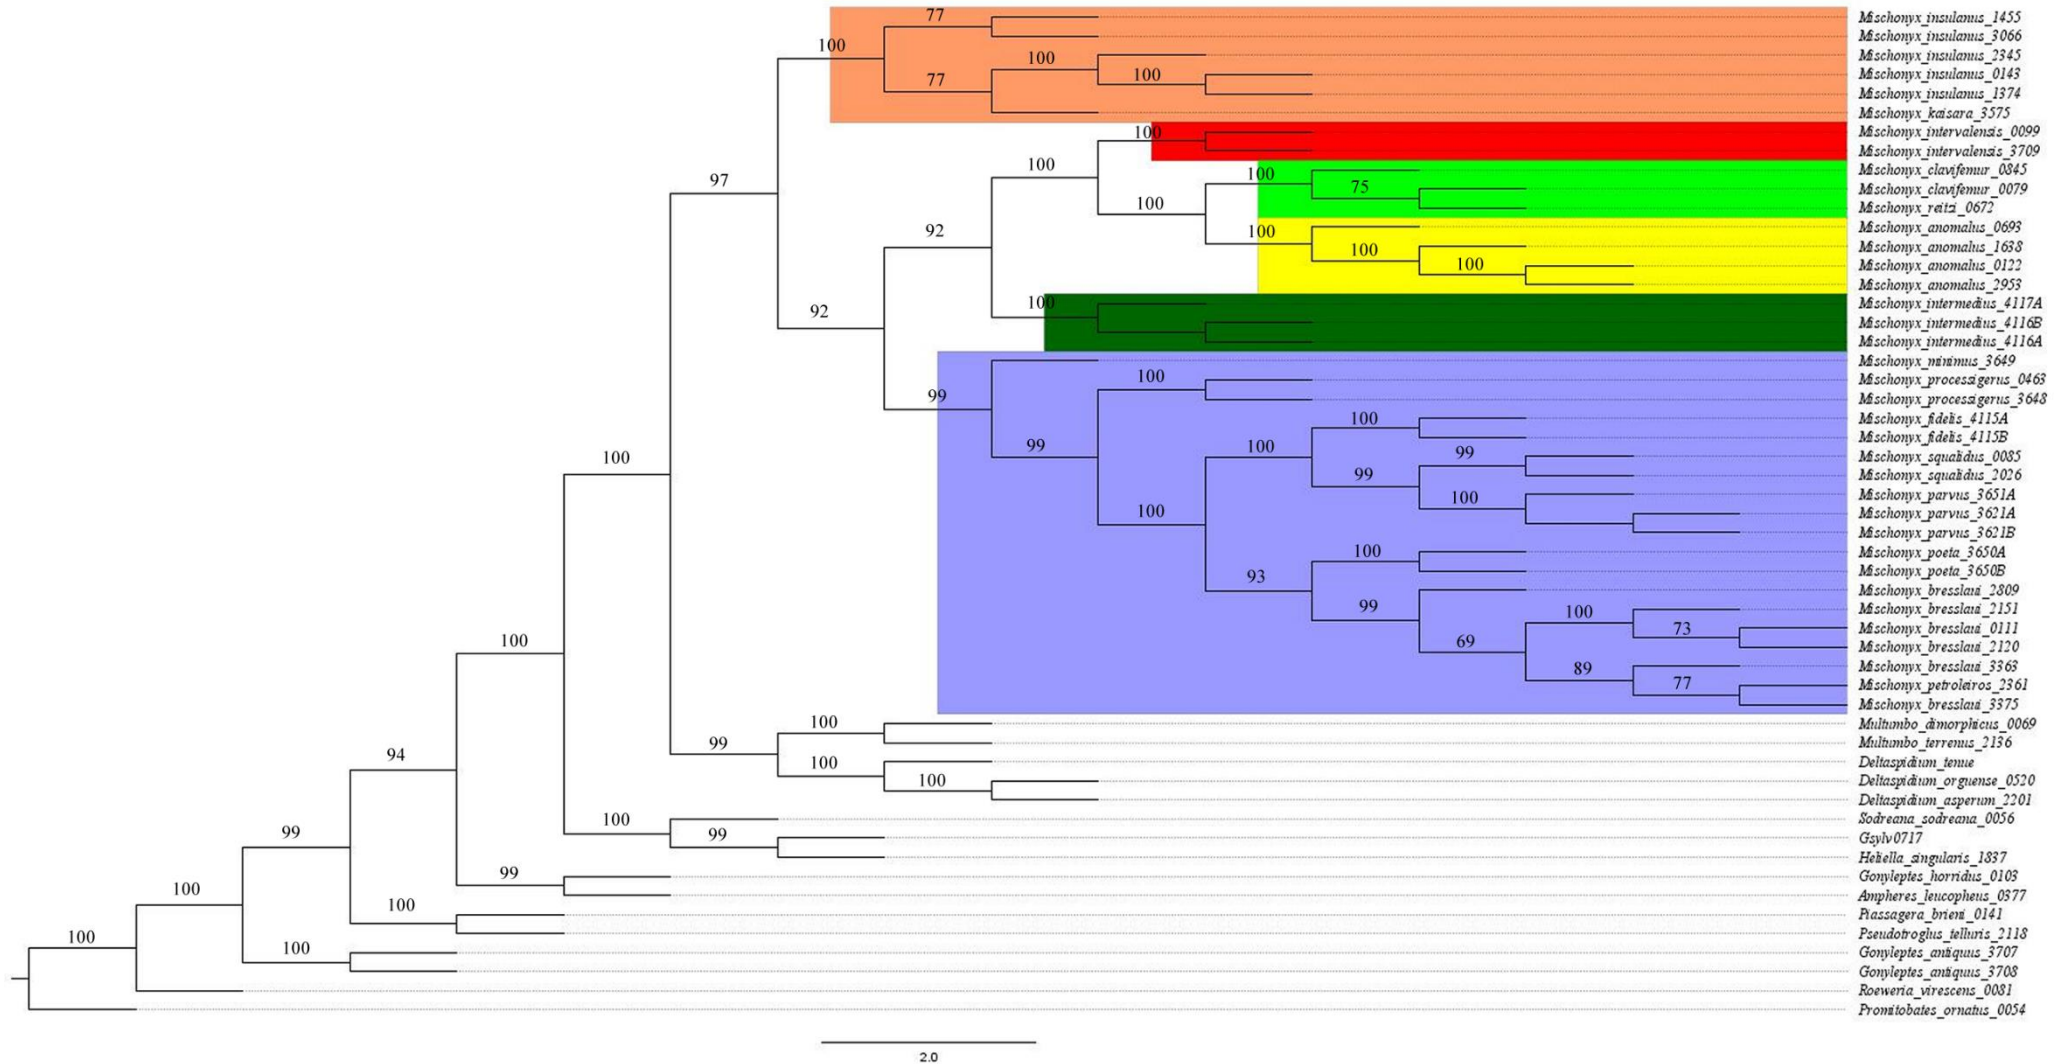 77 Mischonyx_insulanus_1455
Mischonyx_insulanus_3066
100
100 Mischonyx_insulanus_2345
77 100 Mischonyx_insulanus_0143
Mischonyx_insulanus_1374
Mischonyx_kaisara_3575
100 Mischonyx_intervalensis_0099
Mischonyx_intervalensis_3709
100
100 Mischonyx_clavifemur_0845
97 75 Mischonyx_clavifemur_0079
100 Mischonyx_reitzi_0672
92 100 Mischonyx_anomalus_0693
100 Mischonyx_anomalus_1638
100 Mischonyx_anomalus_0122
Mischonyx_anomalus_2953
100 Mischonyx_intermedius_4117A
92 Mischonyx_intermedius_4116B
Mischonyx_intermedius_4116A
Mischonyx_minimus_3649
100 Mischonyx_processigerus_0463
99 Mischonyx_processigerus_3648
100 Mischonyx_fidelis_4115A
Mischonyx_fidelis_4115B
99 100 99 Mischonyx_squalidus_0085
100 99 Mischonyx_squalidus_2026
100 Mischonyx_parvus_3651A
100 Mischonyx_parvus_3621A
Mischonyx_parvus_3621B
100 Mischonyx_poeta_3650A
93 Mischonyx_poeta_3650B
Mischonyx_bresslaui_2809
99 100 Mischonyx_bresslaui_2151
73 Mischonyx_bresslaui_0111
100 69 Mischonyx_bresslaui_2120
89 Mischonyx_bresslaui_3363
77 Mischonyx_petroleiros_2361
Mischonyx_bresslaui_3375
100 Multumbo_dimorphicus_0069
99 Multumbo_terrenus_2136
94 100 Deltaspidium_tenue
100 Deltaspidium_orguense_0520
Deltaspidium_asperum_2201
100 Sodreana_sodreana_0056
99 99 Gsylv0717
Heliella_singularis_1837
99 Gonyleptes_horridus_0103
100 Ampheres_leucopheus_0377
100 Piassagera_brieni_0141
Pseudotroglus_telluris_2118
100 100 Gonyleptes_antiquus_3707
Gonyleptes_antiquus_3708
Roeweria_virescens_0081
Promitobates_ornatus_0054
2.0